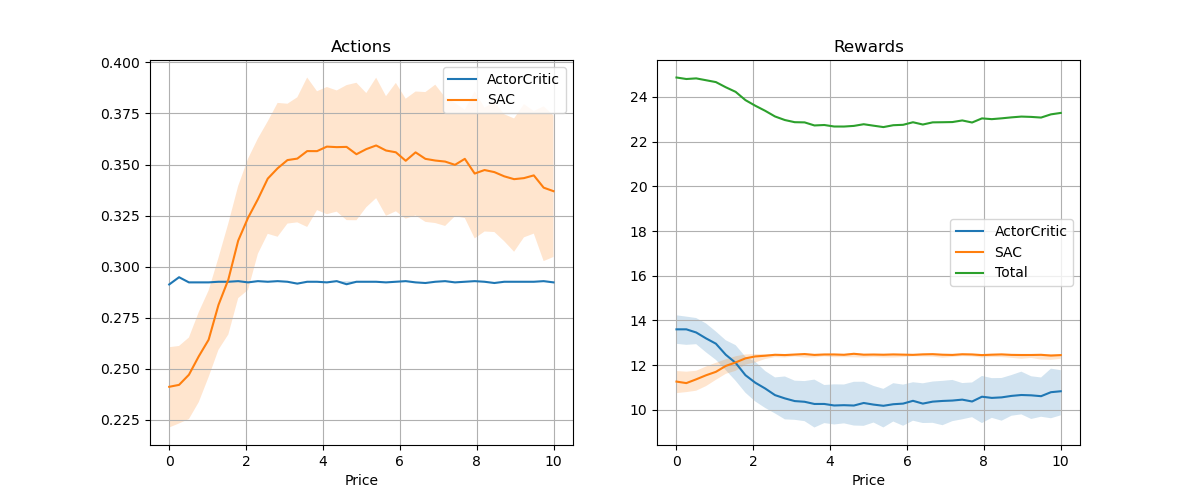 Actions
0.400
0.375
0.350
0.325
0.300
0.275
0.250
0.225
0 2 4 6 8 10
Price
ActorCritic
SAC
Rewards
24
22
20
18
16
14
12
10
0 2 4 6 8 10
Price
ActorCritic
SAC
Total